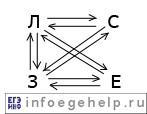 Л С
З Е
ЕГЭ
ИНФ
infoegehelp.ru